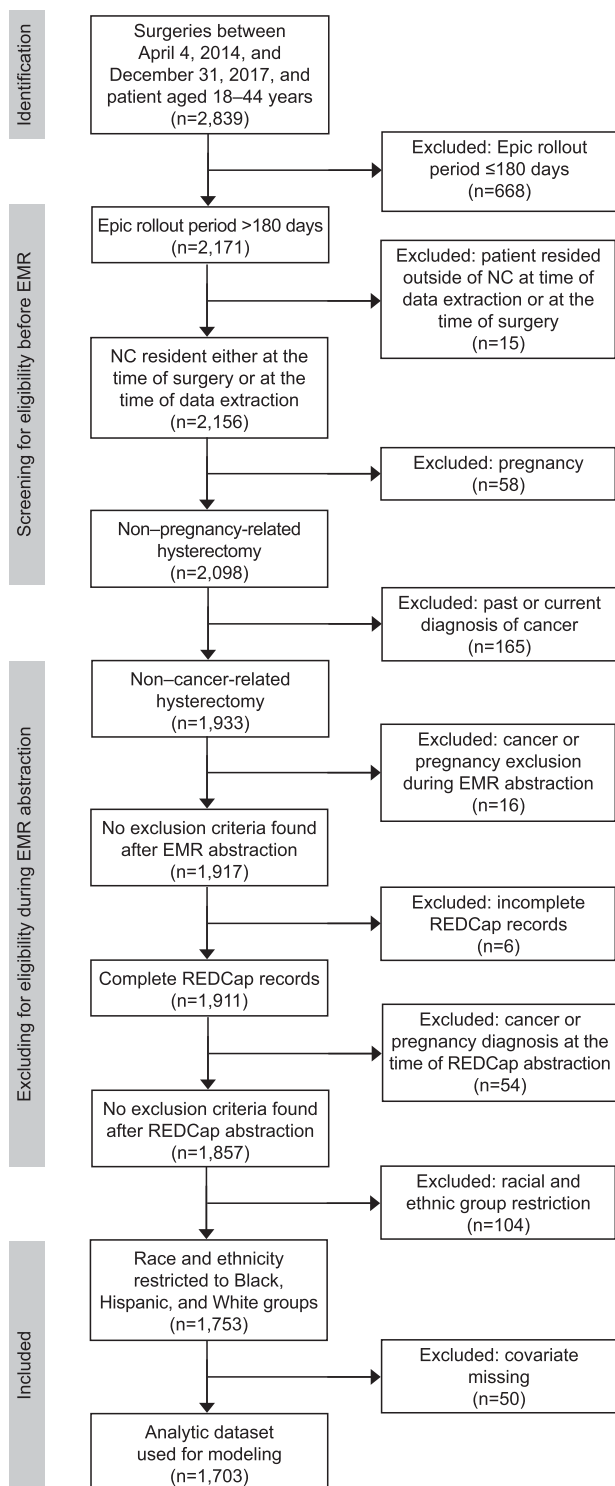 Identification
Surgeries between
April 4, 2014, and
December 31, 2017, and
patient aged 18–44 years
(n=2,839)
Excluded: Epic rollout
period ≤180 days
(n=668)
Screening for eligibility before EMR
Epic rollout period >180 days
(n=2,171)
Excluded: patient resided
outside of NC at time of
data extraction or at the
time of surgery
(n=15)
NC resident either at the
time of surgery or at the
time of data extraction
(n=2,156)
Excluded: pregnancy
(n=58)
Non–pregnancy-related
hysterectomy
(n=2,098)
Excluded: past or current
diagnosis of cancer
(n=165)
Excluding for eligibility during EMR abstraction
Non–cancer-related
hysterectomy
(n=1,933)
Excluded: cancer or
pregnancy exclusion
during EMR abstraction
(n=16)
No exclusion criteria found
after EMR abstraction
(n=1,917)
Excluded: incomplete
REDCap records
(n=6)
Complete REDCap records
(n=1,911)
Excluded: cancer or
pregnancy diagnosis at the
time of REDCap abstraction
(n=54)
No exclusion criteria found
after REDCap abstraction
(n=1,857)
Excluded: racial and
ethnic group restriction
(n=104)
Included
Race and ethnicity
restricted to Black,
Hispanic, and White groups
(n=1,753)
Excluded: covariate
missing
(n=50)
Analytic dataset
used for modeling
(n=1,703)